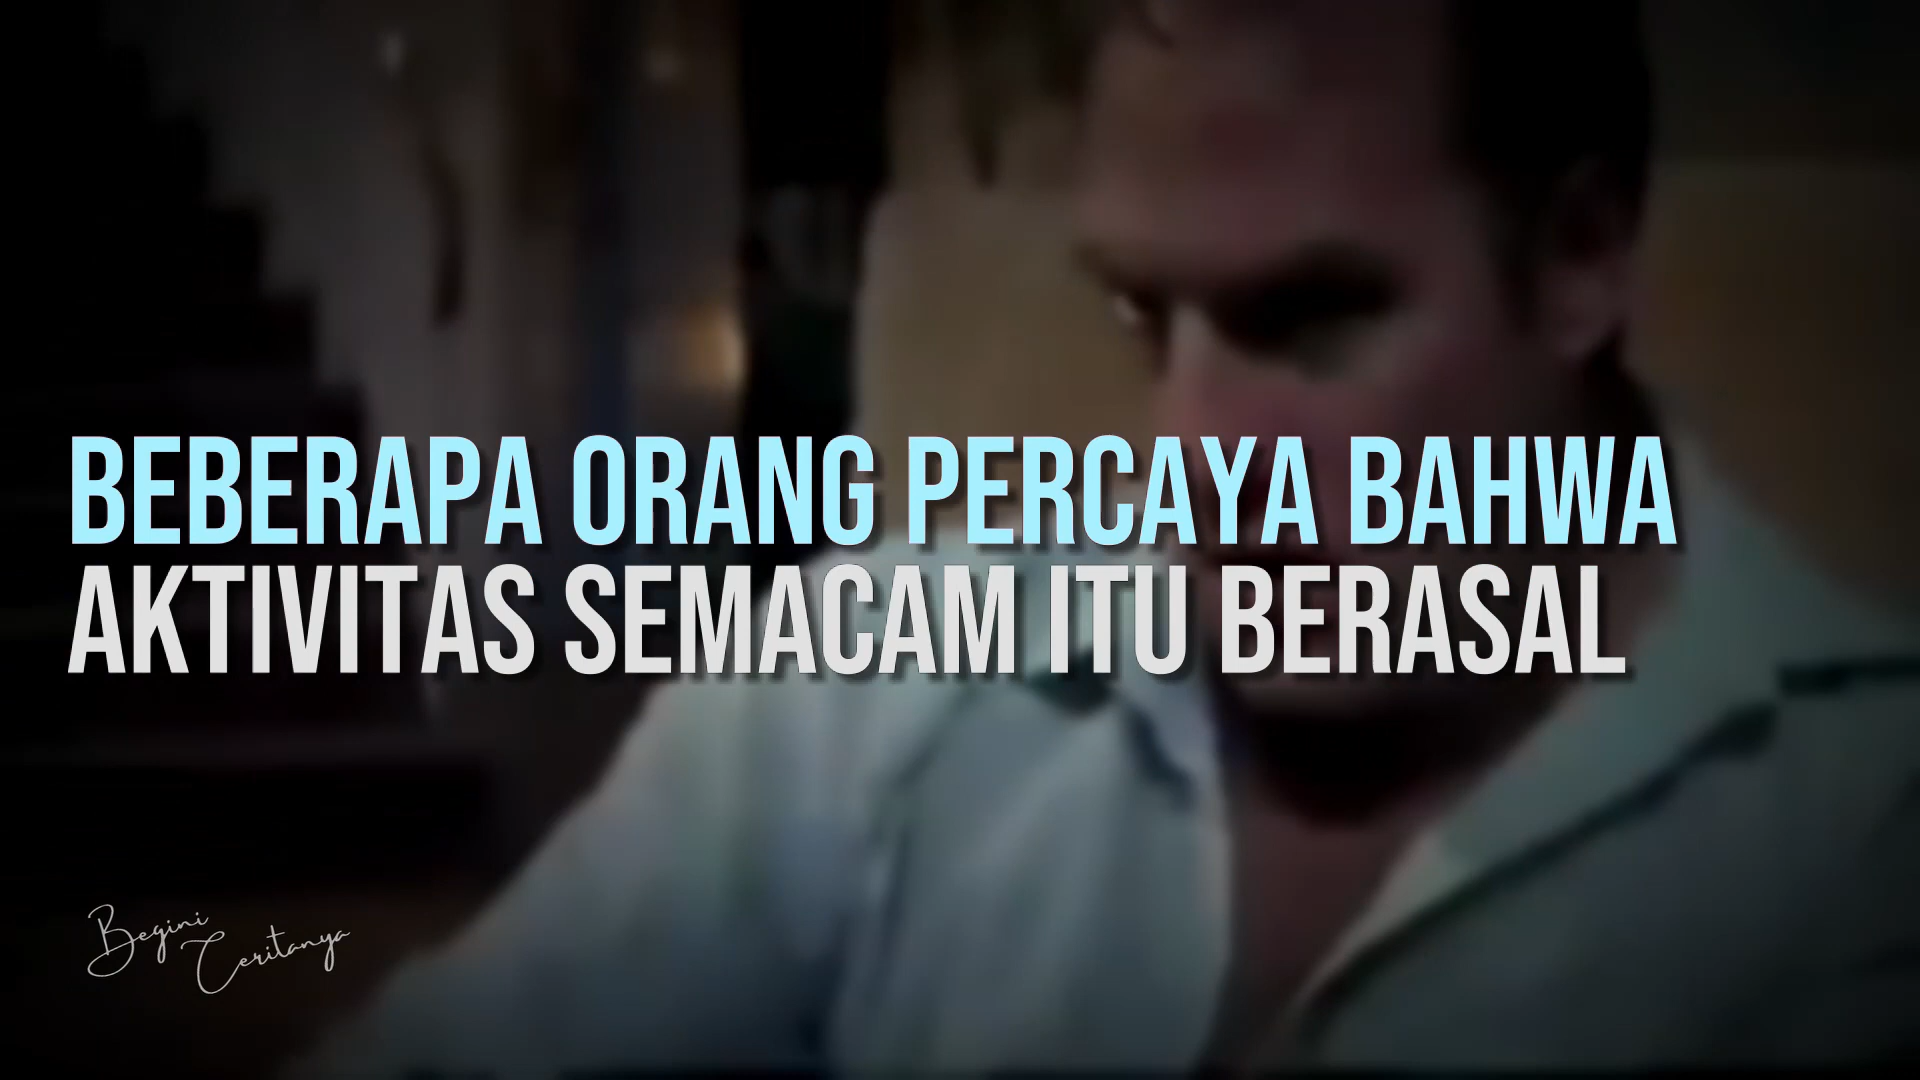 BEBERAPA ORANG PERCAYA BAHWA
AKTIVITAS SEMACAM ITU BERASAL
Begini
Ceritanya